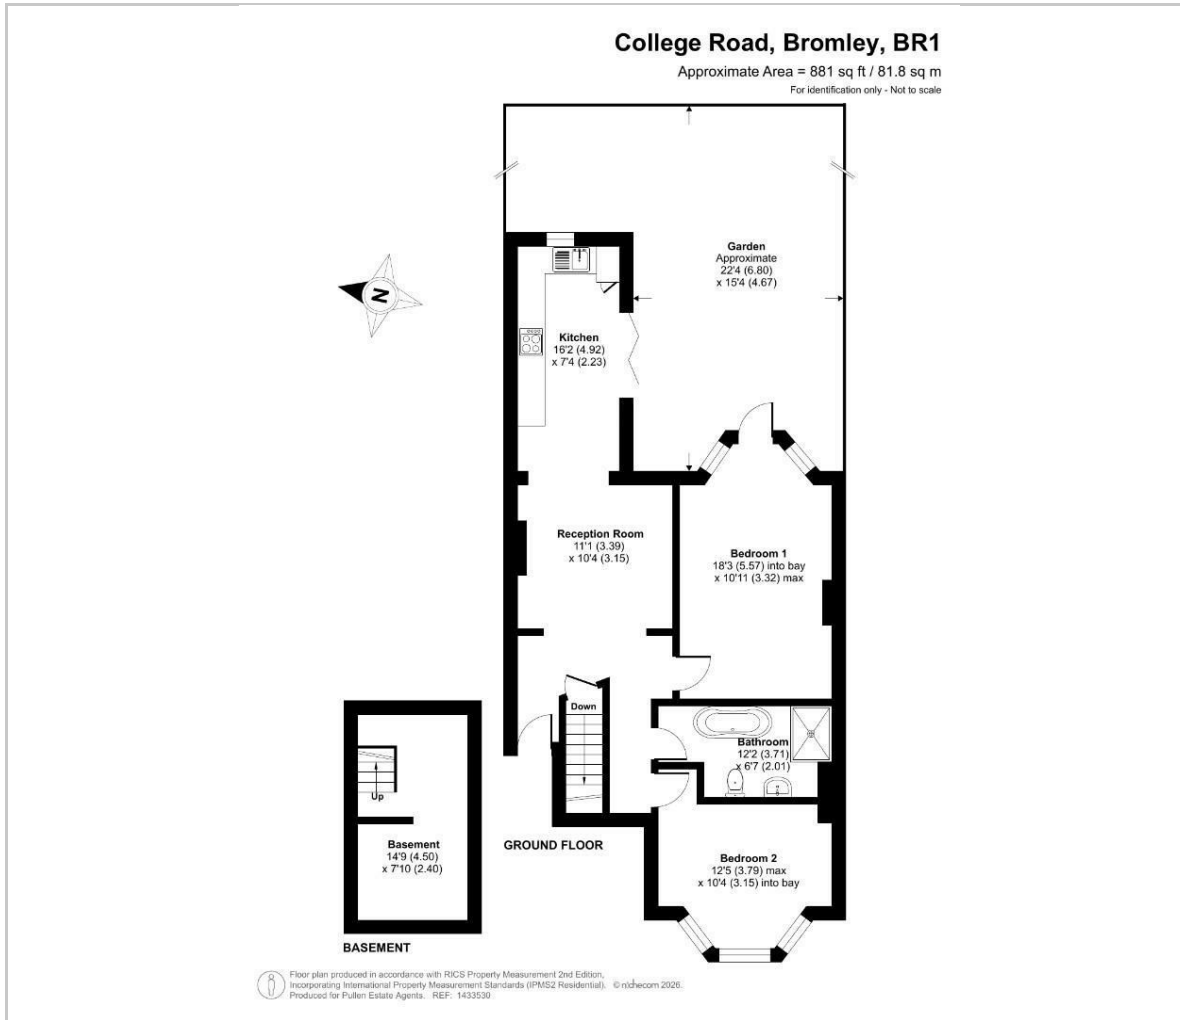 College Road, Bromley, BR1
Approximate Area = 881 sq ft / 81.8 sq m
For identification only - Not to scale
Garden
Approximate
22'4 (6.80)
x 15'4 (4.67)
N
Kitchen
16'2 (4.92)
x 7'4 (2.23)
Reception Room
11'1 (3.39)
x 10'4 (3.15)
Bedroom 1
18'3 (5.57) into bay
x 10'11 (3.32) max
Down
Bathroom
12'2 (3.71)
x 6'7 (2.01)
Up
Basement
14'9 (4.50)
x 7'10 (2.40)
GROUND FLOOR
Bedroom 2
12'5 (3.79) max
x 10'4 (3.15) into bay
BASEMENT
Floor plan produced in accordance with RICS Property Measurement 2nd Edition,
Incorporating International Property Measurement Standards (IPMS2 Residential). © nichecom 2026.
Produced for Pullen Estate Agents. REF: 1433530